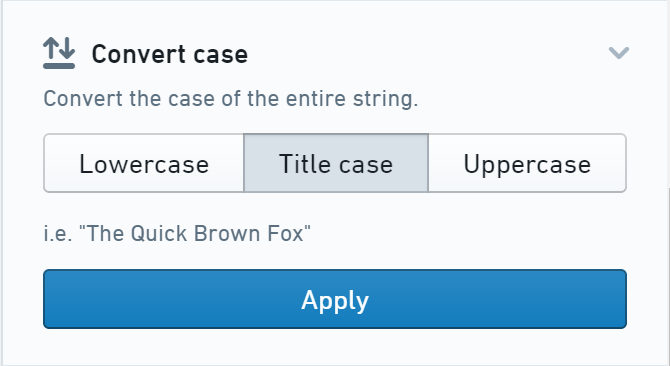 Convert case
Convert the case of the entire string.
Lowercase Title case Uppercase
i.e. "The Quick Brown Fox"
Apply